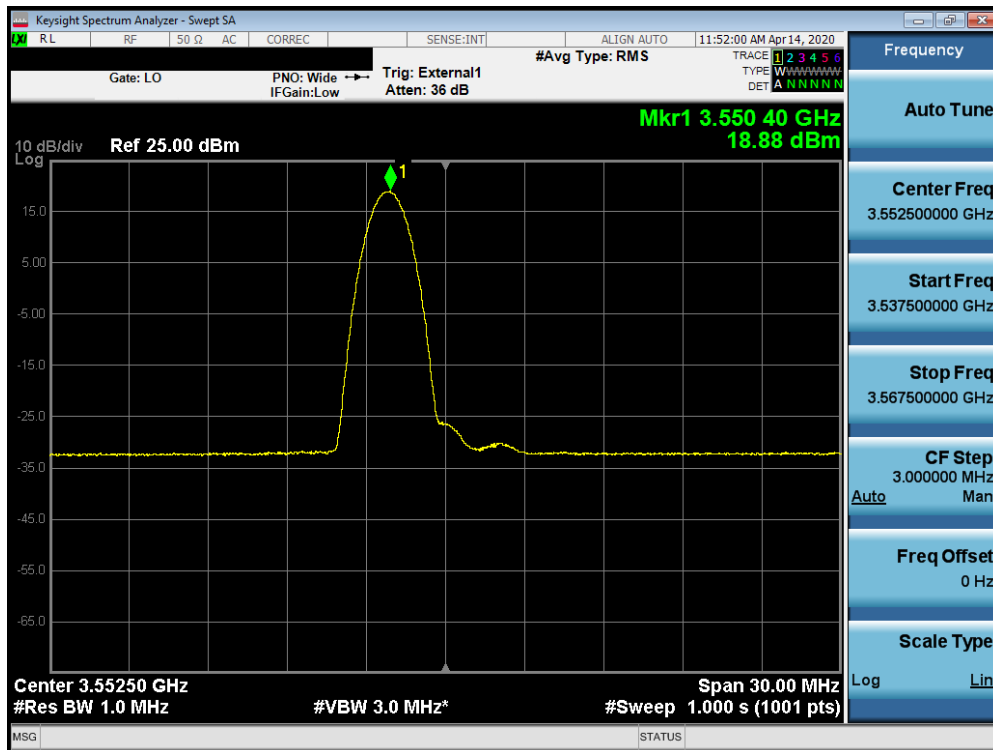 Keysight Spectrum Analyzer - Swept SA
LXI RL RF 50 Ω AC CORREC SENSE:INT ALIGN AUTO 11:52:00 AM Apr 14, 2020
Gate: LO
PNO: Wide
IFGain:Low
Trig: External1
Atten: 36 dB
#Avg Type: RMS
TRACE 1 2 3 4 5 6
TYPE WWWWWWW
DET A N N N N N
Mkr1 3.550 40 GHz
18.88 dBm
10 dB/div
Log
Ref 25.00 dBm
1
15.0
5.00
-5.00
-15.0
-25.0
-35.0
-45.0
-55.0
-65.0
Center 3.55250 GHz
Span 30.00 MHz
#Res BW 1.0 MHz
#VBW 3.0 MHz*
#Sweep 1.000 s (1001 pts)
MSG
STATUS
Frequency
Auto Tune
Center Freq
3.552500000 GHz
Start Freq
3.537500000 GHz
Stop Freq
3.567500000 GHz
CF Step
3.000000 MHz
Auto Man
Freq Offset
0 Hz
Scale Type
Log Lin